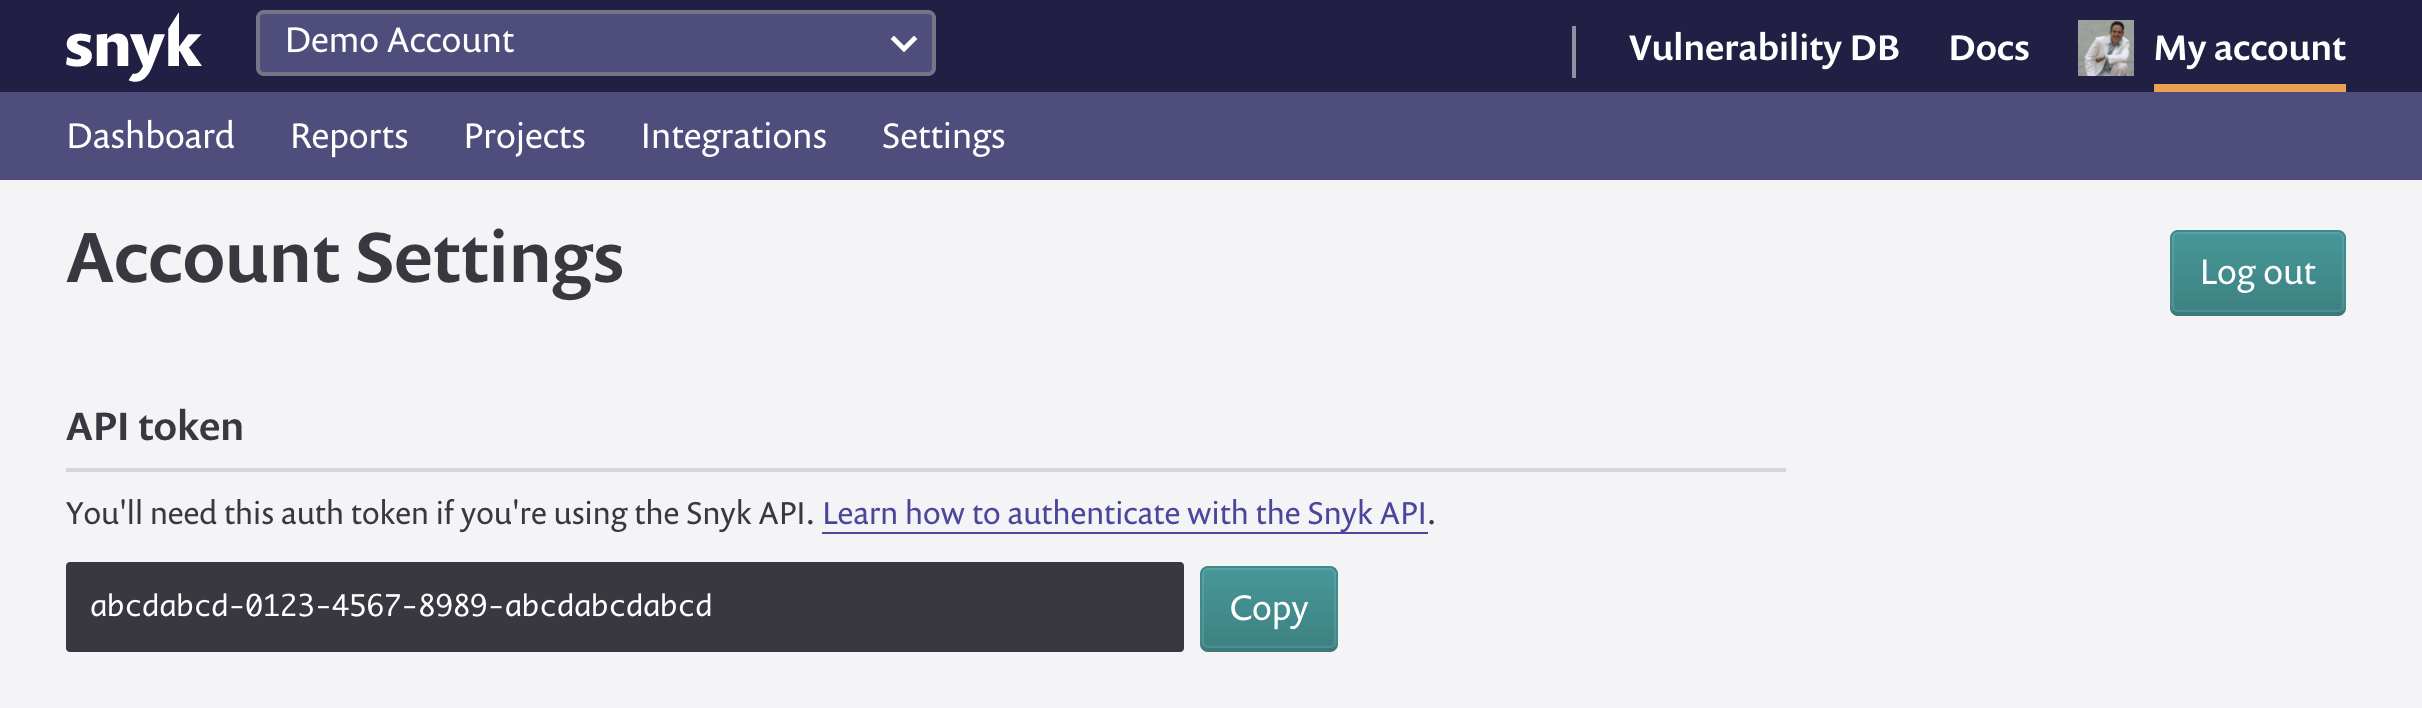 snyk Demo Account Vulnerability DB Docs My account
Dashboard Reports Projects Integrations Settings
Account Settings
Log out
API token
You'll need this auth token if you're using the Snyk API. Learn how to authenticate with the Snyk API.
abcdabcd-0123-4567-8989-abcdabcdabcd
Copy